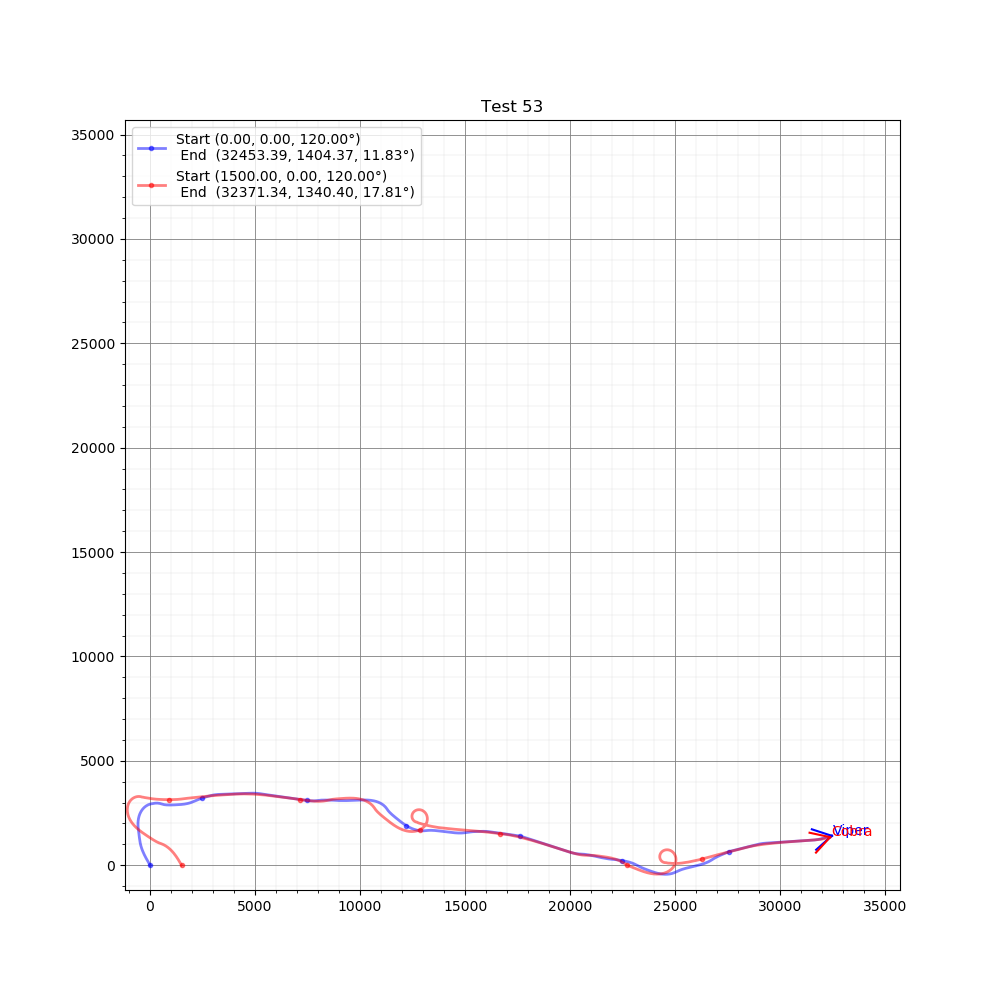 Test 53
Start (0.00, 0.00, 120.00°)
End (32453.39, 1404.37, 11.83°)
Start (1500.00, 0.00, 120.00°)
End (32371.34, 1340.40, 17.81°)
35000
30000
25000
20000
15000
10000
5000
0
Viper
Cobra
0 5000 10000 15000 20000 25000 30000 35000